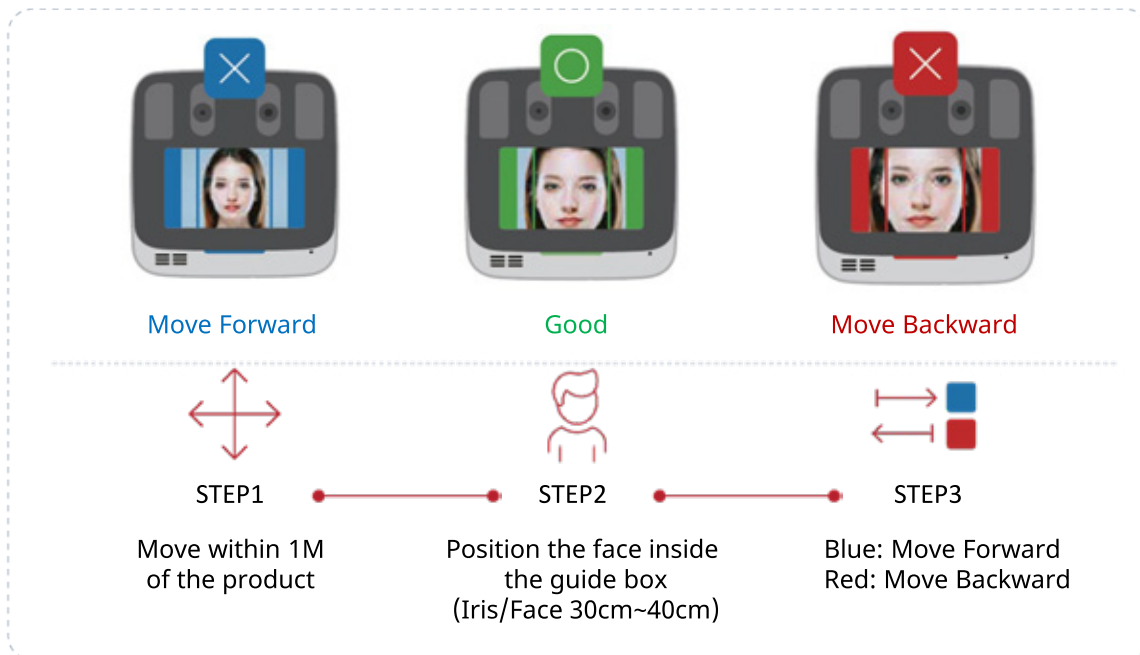 Move Forward
Good
Move Backward
STEP1
STEP2
STEP3
Move within 1M
of the product
Position the face inside
the guide box
(Iris/Face 30cm~40cm)
Blue: Move Forward
Red: Move Backward